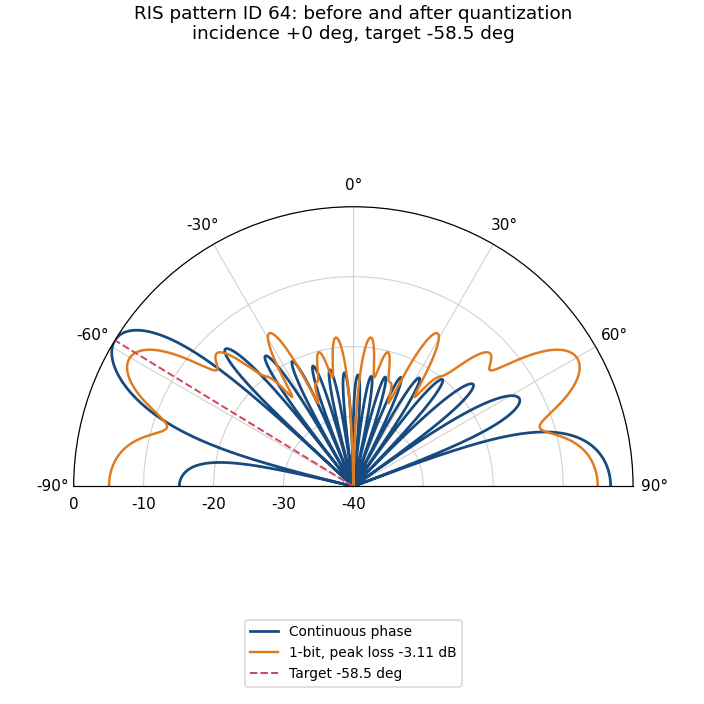 RIS pattern ID 64: before and after quantization
incidence +0 deg, target -58.5 deg
0°
-30°
30°
-60°
60°
-90°
90°
0
-10
-20
-30
-40
Continuous phase
1-bit, peak loss -3.11 dB
Target -58.5 deg